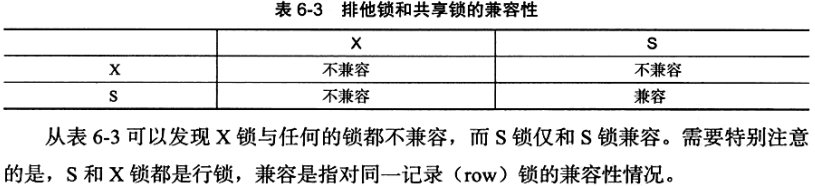 表 6-3 排他锁和共享锁的兼容性
X S
X 不兼容 不兼容
S 不兼容 兼容
从表 6-3 可以发现 X 锁与任何的锁都不兼容，而 S 锁仅和 S 锁兼容。需要特别注意
的是，S 和 X 锁都是行锁，兼容是指对同一记录（row）锁的兼容性情况。